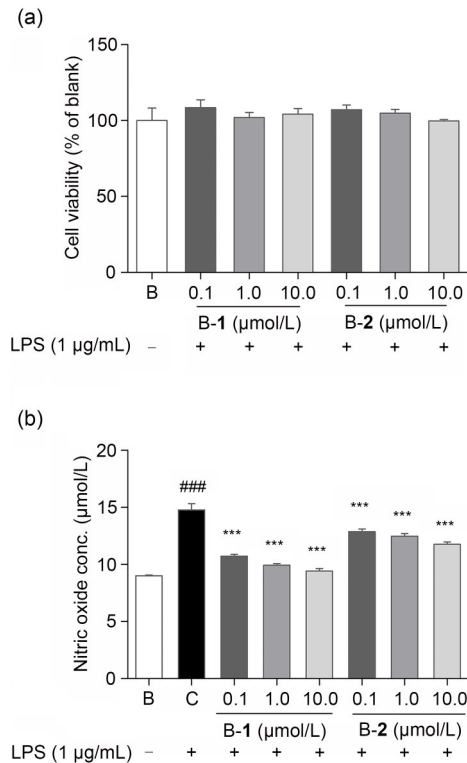 (a)
150
100
50
0
Cell viability (% of blank)
B 0.1 1.0 10.0 0.1 1.0 10.0
B-1 (μmol/L) B-2 (μmol/L)
LPS (1 μg/mL) – + + + + + +
(b)
20
15
10
5
0
Nitric oxide conc. (μmol/L)
###
*** *** *** *** *** ***
B C 0.1 1.0 10.0 0.1 1.0 10.0
B-1 (μmol/L) B-2 (μmol/L)
LPS (1 μg/mL) – + + + + + + +